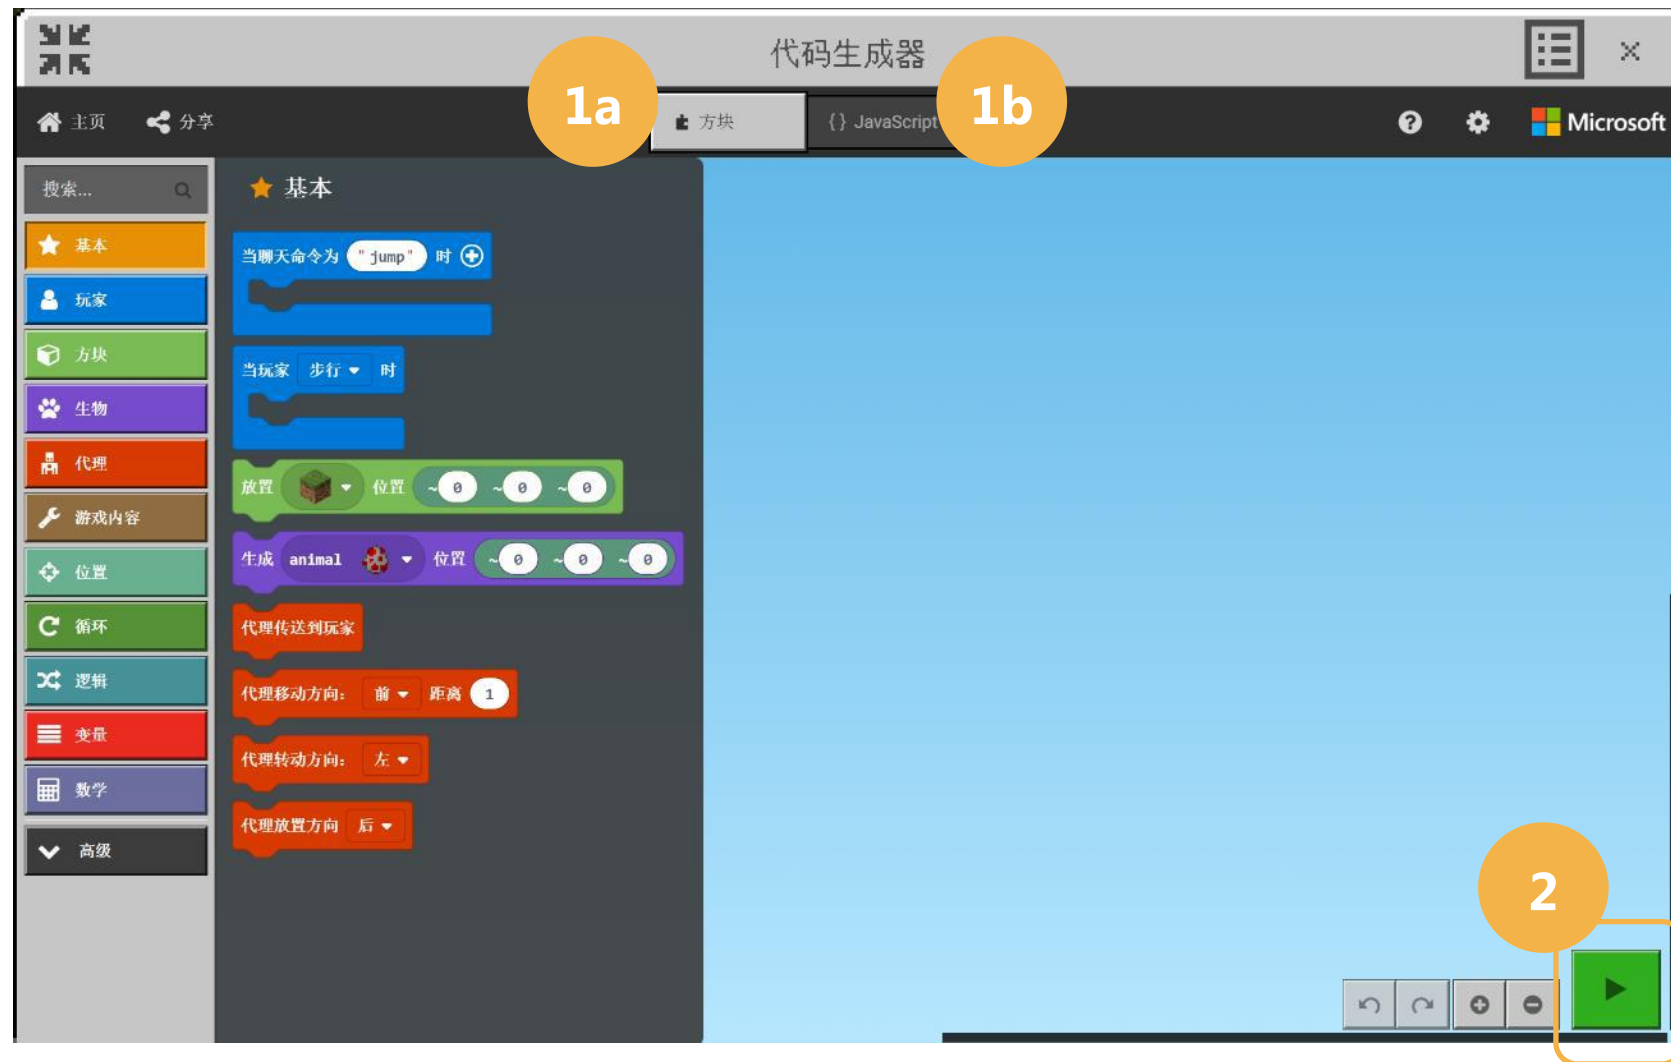 代码生成器
1a
1b
主页
分享
方块
{} JavaScript
Microsoft
搜索...
基本
玩家
方块
生物
代理
游戏内容
位置
循环
逻辑
变量
数学
高级
基本
当聊天命令为 "jump" 时
当玩家 步行 时
放置 位置 ~0 ~0 ~0
生成 animal 位置 ~0 ~0 ~0
代理传送到玩家
代理移动方向: 前 距离 1
代理转动方向: 左
代理放置方向 后
2